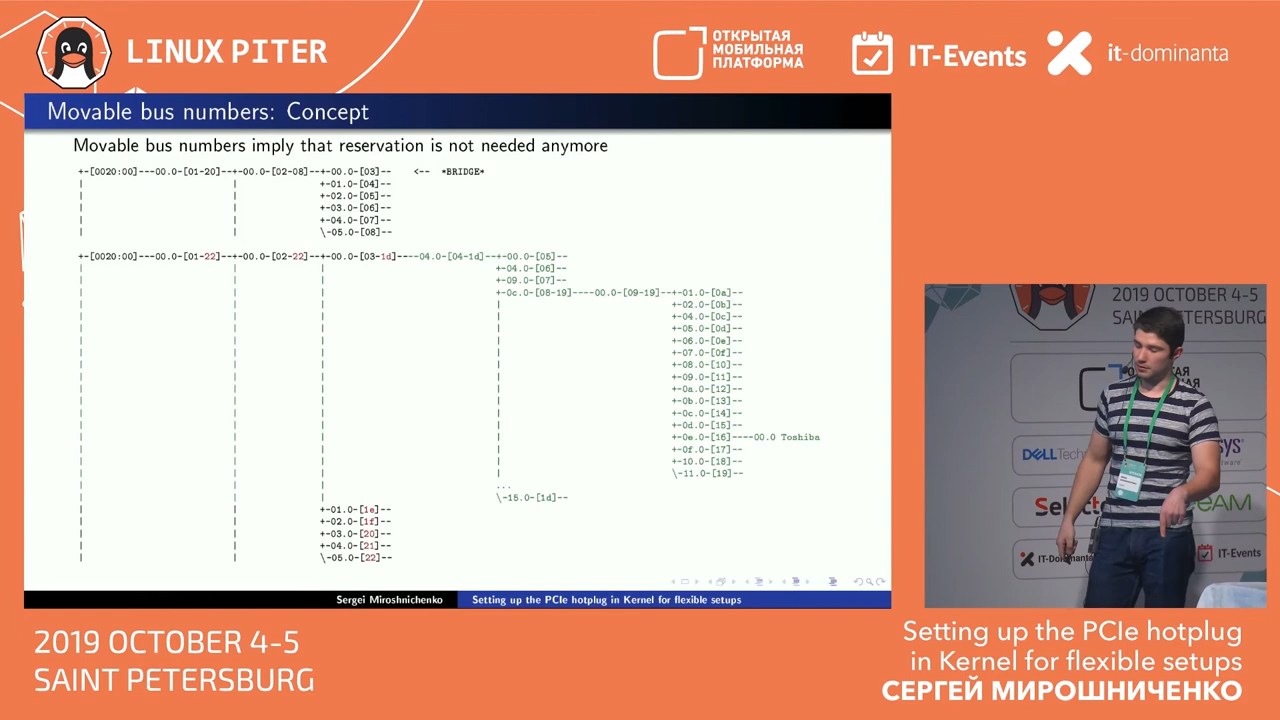 LINUX PITER
ОТКРЫТАЯ
МОБИЛЬНАЯ
ПЛАТФОРМА
IT-Events
it-dominanta
Movable bus numbers: Concept
Movable bus numbers imply that reservation is not needed anymore
+-[0020:00]---00.0-[01-20]--+-00.0-[02-08]--+-00.0-[03]-- <-- *BRIDGE*
| | +-01.0-[04]--
| | +-02.0-[05]--
| | +-03.0-[06]--
| | +-04.0-[07]--
| | \-05.0-[08]--
+-[0020:00]---00.0-[01-22]--+-00.0-[02-22]--+-00.0-[03-1d]----04.0-[04-1d]--+-00.0-[05]--
| | | +-04.0-[06]--
| | | +-09.0-[07]--
| | | +-0c.0-[08-19]----00.0-[09-19]--+-01.0-[0a]--
| | | | +-02.0-[0b]--
| | | | +-04.0-[0c]--
| | | | +-05.0-[0d]--
| | | | +-06.0-[0e]--
| | | | +-07.0-[0f]--
| | | | +-08.0-[10]--
| | | | +-09.0-[11]--
| | | | +-0a.0-[12]--
| | | | +-0b.0-[13]--
| | | | +-0c.0-[14]--
| | | | +-0d.0-[15]--
| | | | +-0e.0-[16]----00.0 Toshiba
| | | | +-0f.0-[17]--
| | | | +-10.0-[18]--
| | | | \-11.0-[19]--
| | | ...
| | | \-15.0-[1d]--
| | +-01.0-[1e]--
| | +-02.0-[1f]--
| | +-03.0-[20]--
| | +-04.0-[21]--
| | \-05.0-[22]--
Sergei Miroshnichenko
Setting up the PCIe hotplug in Kernel for flexible setups
2019 OCTOBER 4-5
SAINT PETERSBURG
DELL
IT-Events
2019 OCTOBER 4-5
SAINT PETERSBURG
Setting up the PCIe hotplug
in Kernel for flexible setups
СЕРГЕЙ МИРОШНИЧЕНКО